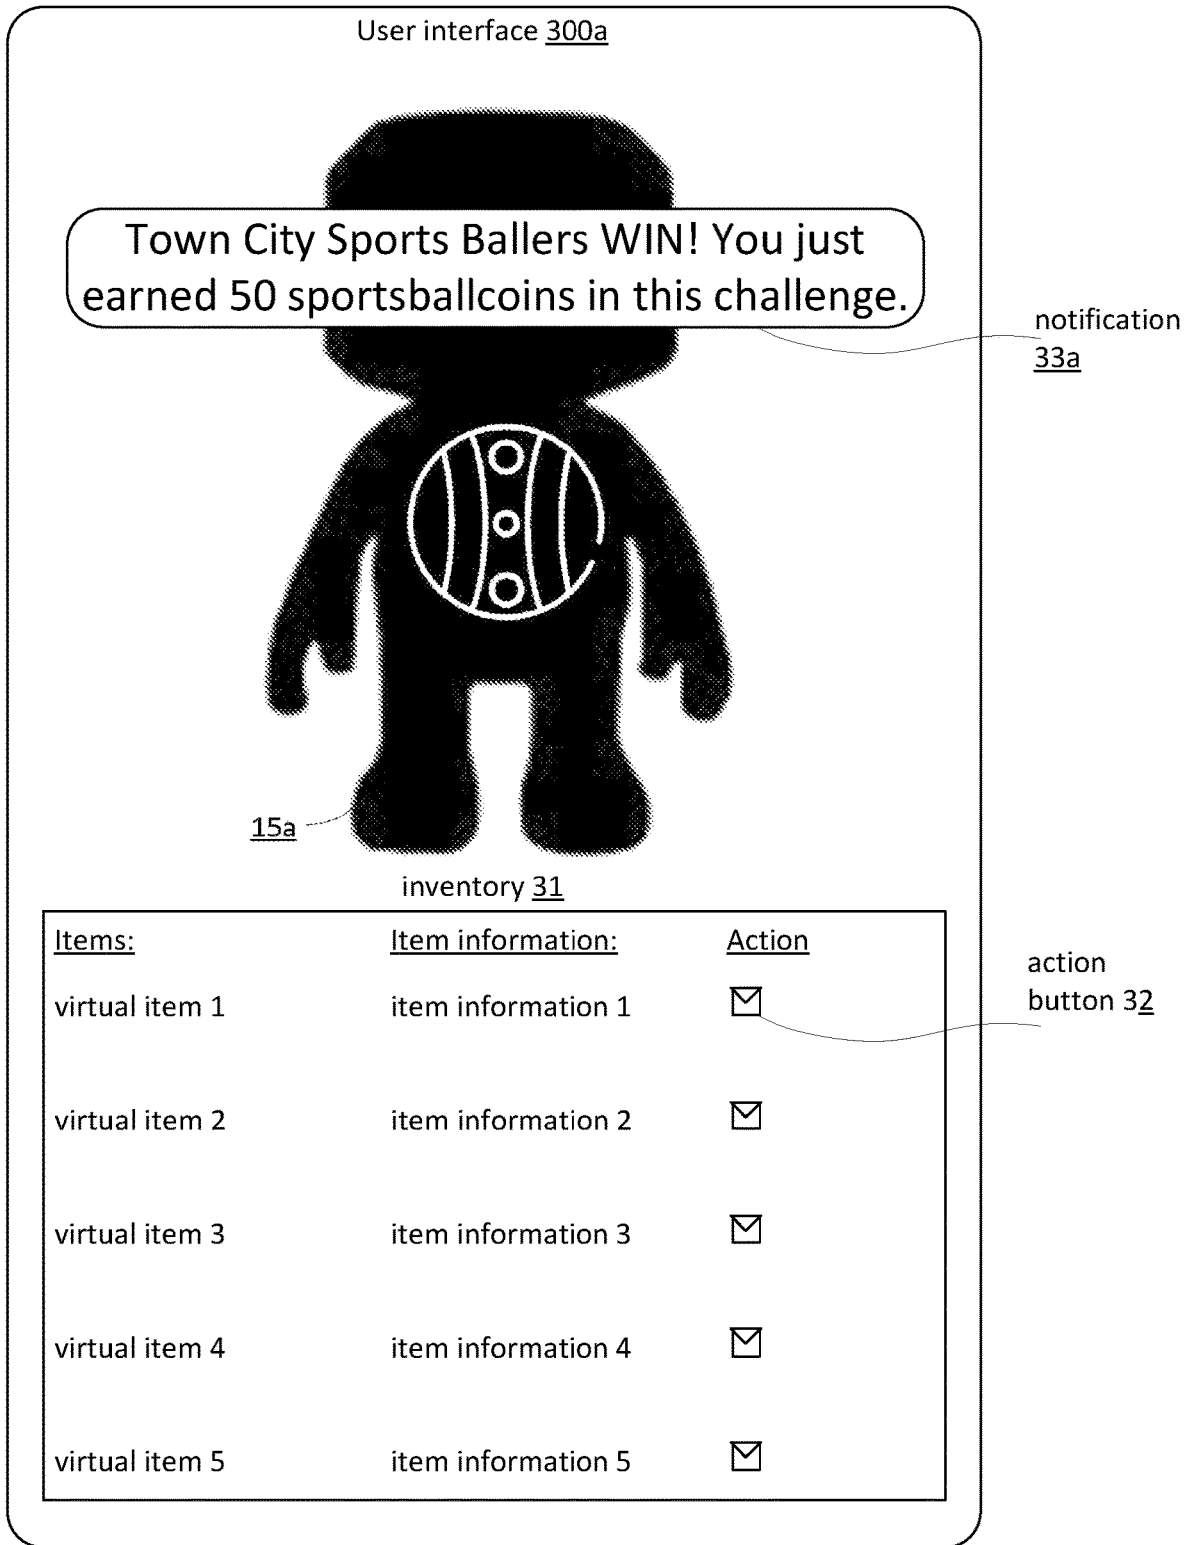 User interface 300a
Town City Sports Ballers WIN! You just
earned 50 sportsballcoins in this challenge.
notification
33a
15a
inventory 31
Items: Item information: Action
action
button 32
virtual item 1 item information 1
virtual item 2 item information 2
virtual item 3 item information 3
virtual item 4 item information 4
virtual item 5 item information 5